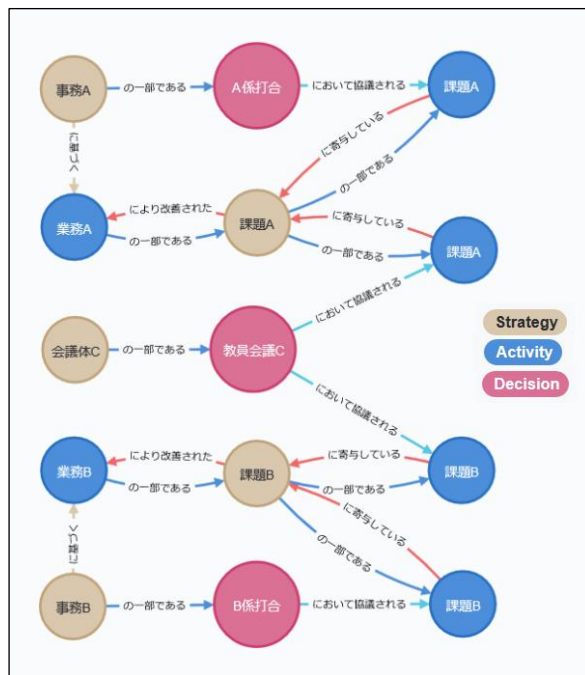 事務A
の一部である
A係打合
において協議される
課題A
に基づく
に寄与している
の一部である
業務A
により改善された
の一部である
課題A
に寄与している
の一部である
課題A
において協議される
会議体C
の一部である
教員会議C
Strategy
Activity
Decision
において協議される
業務B
により改善された
の一部である
課題B
に寄与している
の一部である
課題B
に寄与している
の一部である
に基づく
事務B
の一部である
B係打合
において協議される
課題B